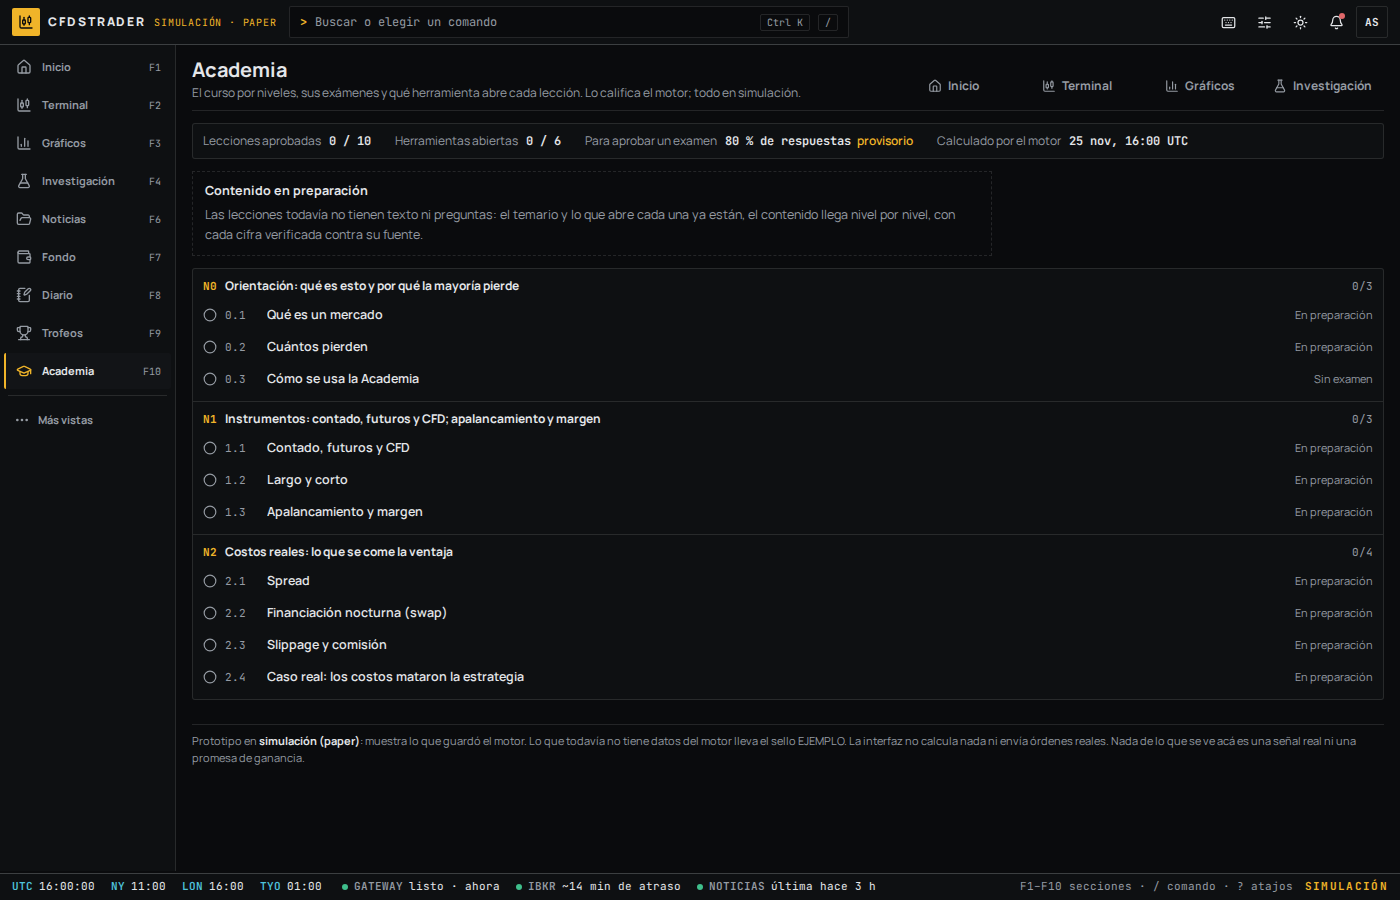 CFDSTRADER SIMULACIÓN · PAPER
> Buscar o elegir un comando Ctrl K /
AS
Inicio F1
Terminal F2
Gráficos F3
Investigación F4
Noticias F6
Fondo F7
Diario F8
Trofeos F9
Academia F10
Más vistas
Academia
El curso por niveles, sus exámenes y qué herramienta abre cada lección. Lo califica el motor; todo en simulación.
Inicio Terminal Gráficos Investigación
Lecciones aprobadas 0 / 10 Herramientas abiertas 0 / 6 Para aprobar un examen 80 % de respuestas provisorio Calculado por el motor 25 nov, 16:00 UTC
Contenido en preparación
Las lecciones todavía no tienen texto ni preguntas: el temario y lo que abre cada una ya están, el contenido llega nivel por nivel, con
cada cifra verificada contra su fuente.
N0 Orientación: qué es esto y por qué la mayoría pierde 0/3
0.1 Qué es un mercado En preparación
0.2 Cuántos pierden En preparación
0.3 Cómo se usa la Academia Sin examen
N1 Instrumentos: contado, futuros y CFD; apalancamiento y margen 0/3
1.1 Contado, futuros y CFD En preparación
1.2 Largo y corto En preparación
1.3 Apalancamiento y margen En preparación
N2 Costos reales: lo que se come la ventaja 0/4
2.1 Spread En preparación
2.2 Financiación nocturna (swap) En preparación
2.3 Slippage y comisión En preparación
2.4 Caso real: los costos mataron la estrategia En preparación
Prototipo en simulación (paper): muestra lo que guardó el motor. Lo que todavía no tiene datos del motor lleva el sello EJEMPLO. La interfaz no calcula nada ni envía órdenes reales. Nada de lo que se ve acá es una señal real ni una
promesa de ganancia.
UTC 16:00:00 NY 11:00 LON 16:00 TYO 01:00 GATEWAY listo · ahora IBKR ~14 min de atraso NOTICIAS última hace 3 h F1–F10 secciones · / comando · ? atajos SIMULACIÓN